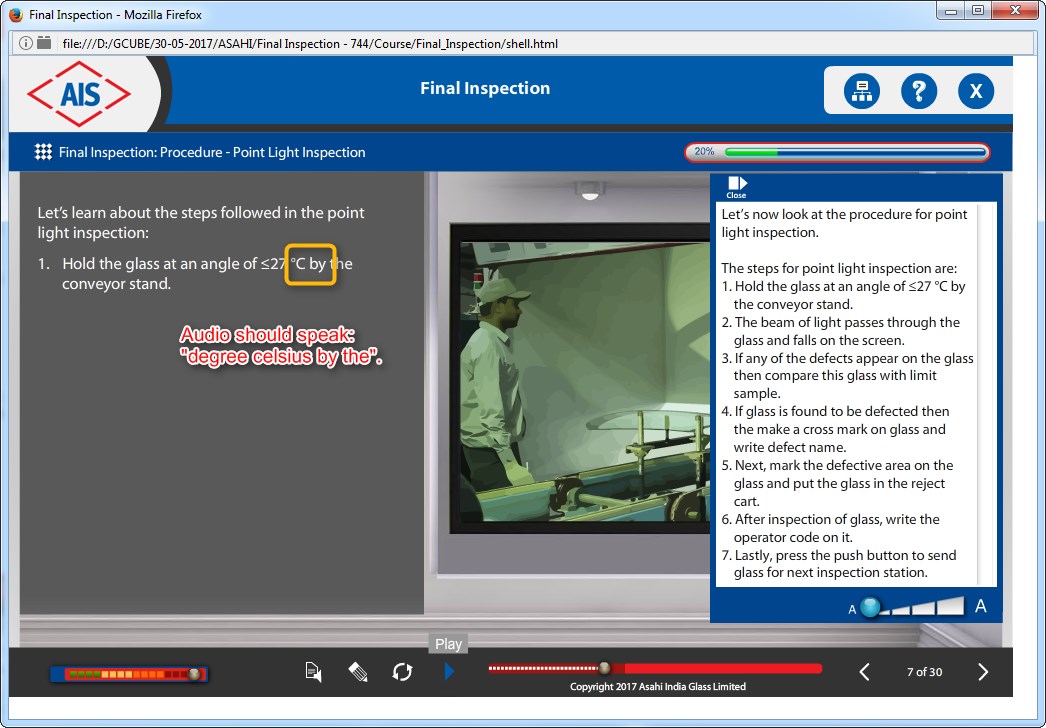 Final Inspection - Mozilla Firefox
file:///D:/GCUBE/30-05-2017/ASAHI/Final Inspection - 744/Course/Final_Inspection/shell.html
AIS
Final Inspection
?
X
Final Inspection: Procedure - Point Light Inspection
20%
Let's learn about the steps followed in the point
light inspection:
1. Hold the glass at an angle of ≤27 °C by the
conveyor stand.
Audio should speak:
"degree celsius by the".
Close
Let's now look at the procedure for point
light inspection.
The steps for point light inspection are:
1. Hold the glass at an angle of ≤27 °C by
the conveyor stand.
2. The beam of light passes through the
glass and falls on the screen.
3. If any of the defects appear on the glass
then compare this glass with limit
sample.
4. If glass is found to be defected then
the make a cross mark on glass and
write defect name.
5. Next, mark the defective area on the
glass and put the glass in the reject
cart.
6. After inspection of glass, write the
operator code on it.
7. Lastly, press the push button to send
glass for next inspection station.
A A
Play
7 of 30
Copyright 2017 Asahi India Glass Limited